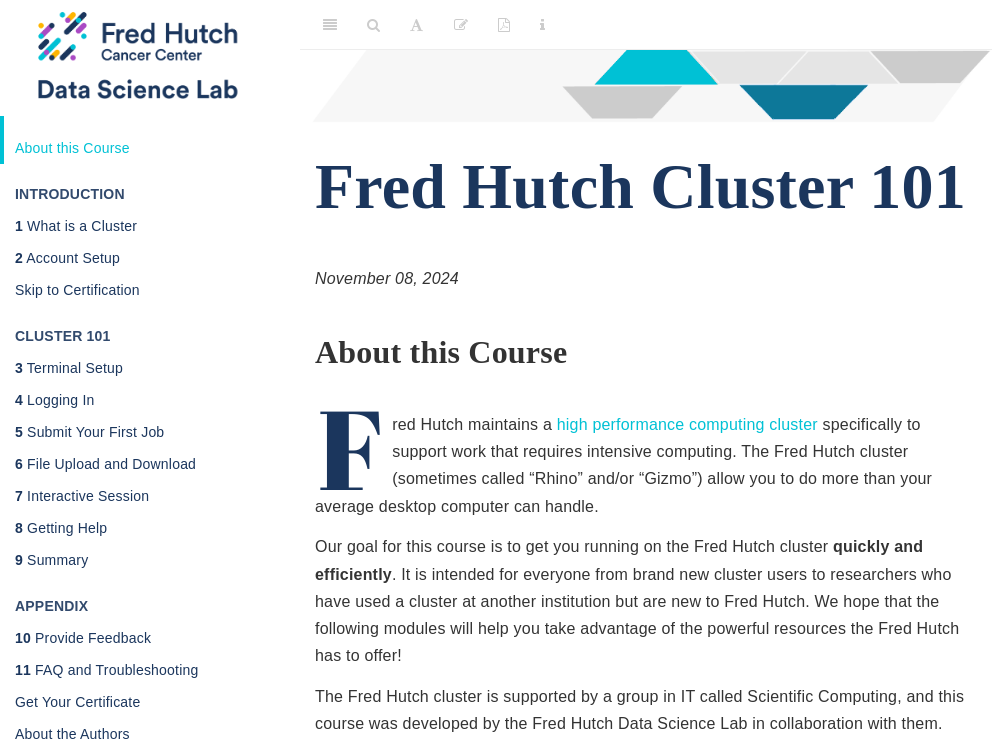 Fred Hutch
Cancer Center
Data Science Lab
About this Course
INTRODUCTION
1 What is a Cluster
2 Account Setup
Skip to Certification
CLUSTER 101
3 Terminal Setup
4 Logging In
5 Submit Your First Job
6 File Upload and Download
7 Interactive Session
8 Getting Help
9 Summary
APPENDIX
10 Provide Feedback
11 FAQ and Troubleshooting
Get Your Certificate
About the Authors
Fred Hutch Cluster 101
November 08, 2024
About this Course
Fred Hutch maintains a high performance computing cluster specifically to
support work that requires intensive computing. The Fred Hutch cluster
(sometimes called “Rhino” and/or “Gizmo”) allow you to do more than your
average desktop computer can handle.
Our goal for this course is to get you running on the Fred Hutch cluster quickly and
efficiently. It is intended for everyone from brand new cluster users to researchers who
have used a cluster at another institution but are new to Fred Hutch. We hope that the
following modules will help you take advantage of the powerful resources the Fred Hutch
has to offer!
The Fred Hutch cluster is supported by a group in IT called Scientific Computing, and this
course was developed by the Fred Hutch Data Science Lab in collaboration with them.